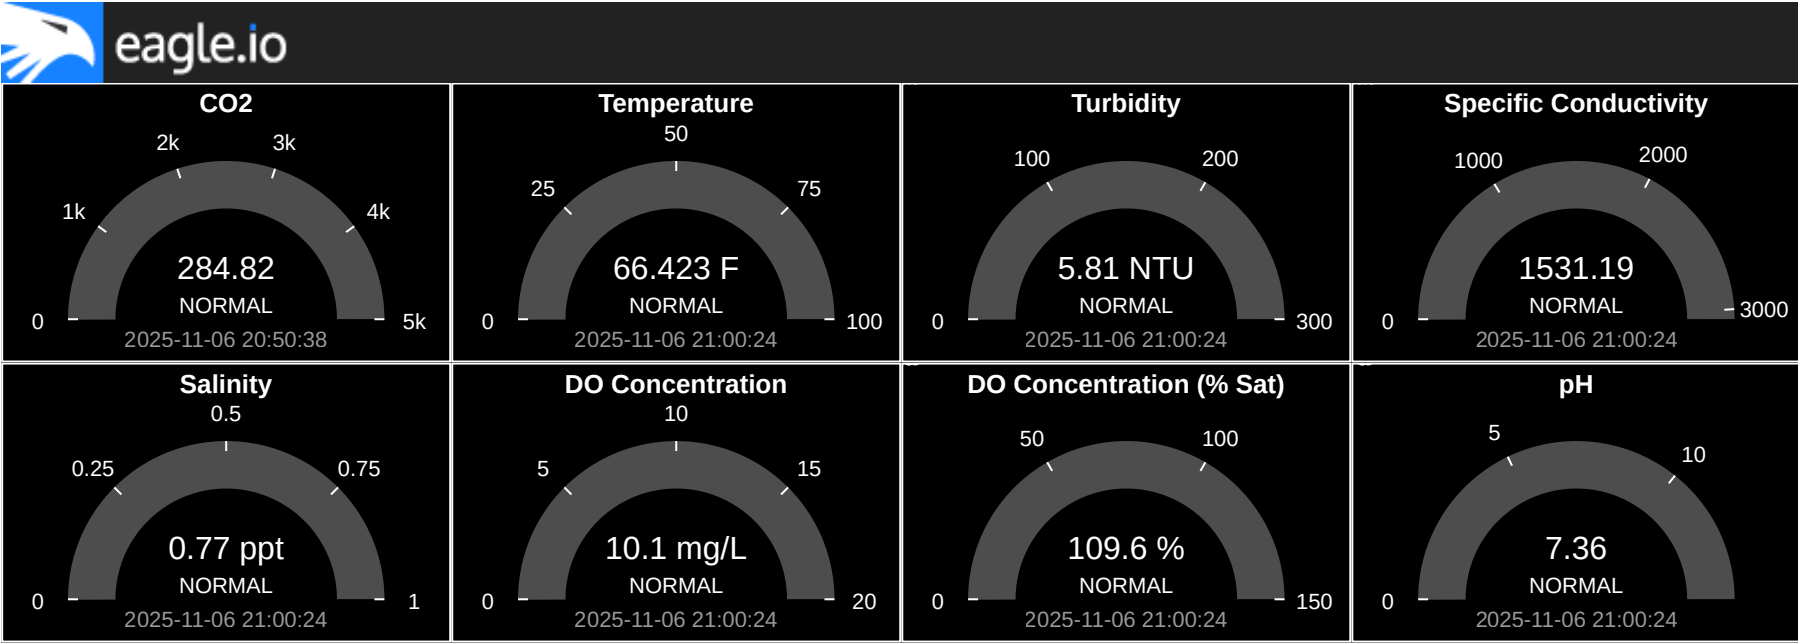 eagle.io
CO2
2k
3k
1k
4k
284.82
NORMAL
0
5k
2025-11-06 20:50:38
Temperature
50
25
75
66.423 F
NORMAL
0
100
2025-11-06 21:00:24
Turbidity
100
200
5.81 NTU
NORMAL
0
300
2025-11-06 21:00:24
Specific Conductivity
1000
2000
1531.19
NORMAL
0
3000
2025-11-06 21:00:24
Salinity
0.5
0.25
0.75
0.77 ppt
NORMAL
0
1
2025-11-06 21:00:24
DO Concentration
10
5
15
10.1 mg/L
NORMAL
0
20
2025-11-06 21:00:24
DO Concentration (% Sat)
50
100
109.6 %
NORMAL
0
150
2025-11-06 21:00:24
pH
5
10
7.36
NORMAL
0
2025-11-06 21:00:24